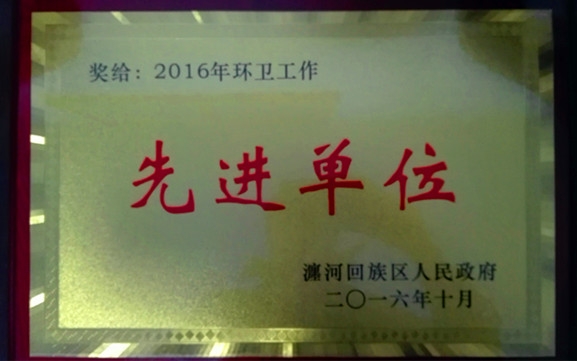 奖给：2016年环卫工作
先进单位
瀍河回族区人民政府
二〇一六年十月